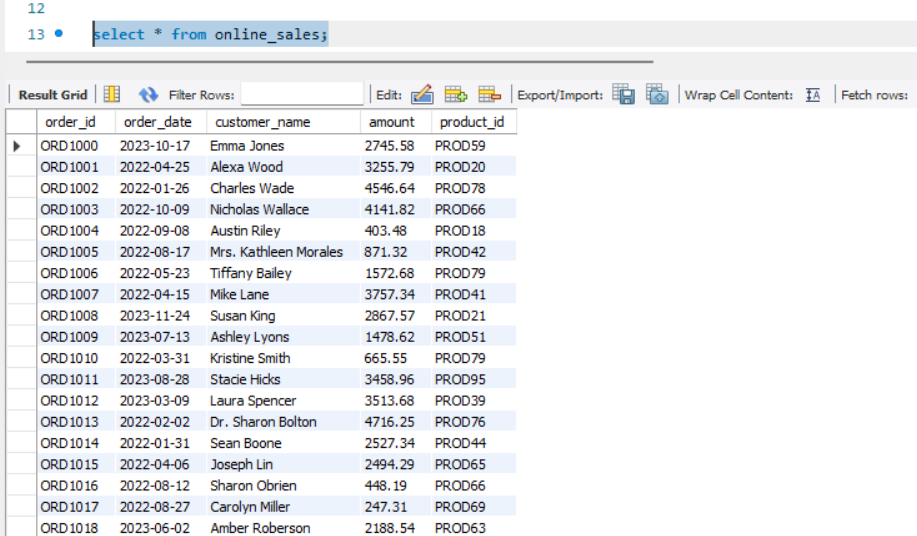 12
13 select * from online_sales;
Result Grid Filter Rows: Edit: Export/Import: Wrap Cell Content: Fetch rows:
order_id order_date customer_name amount product_id
ORD1000 2023-10-17 Emma Jones 2745.58 PROD59
ORD1001 2022-04-25 Alexa Wood 3255.79 PROD20
ORD1002 2022-01-26 Charles Wade 4546.64 PROD78
ORD1003 2022-10-09 Nicholas Wallace 4141.82 PROD66
ORD1004 2022-09-08 Austin Riley 403.48 PROD18
ORD1005 2022-08-17 Mrs. Kathleen Morales 871.32 PROD42
ORD1006 2022-05-23 Tiffany Bailey 1572.68 PROD79
ORD1007 2022-04-15 Mike Lane 3757.34 PROD41
ORD1008 2023-11-24 Susan King 2867.57 PROD21
ORD1009 2023-07-13 Ashley Lyons 1478.62 PROD51
ORD1010 2022-03-31 Kristine Smith 665.55 PROD79
ORD1011 2023-08-28 Stacie Hicks 3458.96 PROD95
ORD1012 2023-03-09 Laura Spencer 3513.68 PROD39
ORD1013 2022-02-02 Dr. Sharon Bolton 4716.25 PROD76
ORD1014 2022-01-31 Sean Boone 2527.34 PROD44
ORD1015 2022-04-06 Joseph Lin 2494.29 PROD65
ORD1016 2022-08-12 Sharon Obrien 448.19 PROD66
ORD1017 2022-08-27 Carolyn Miller 247.31 PROD69
ORD1018 2023-06-02 Amber Roberson 2188.54 PROD63